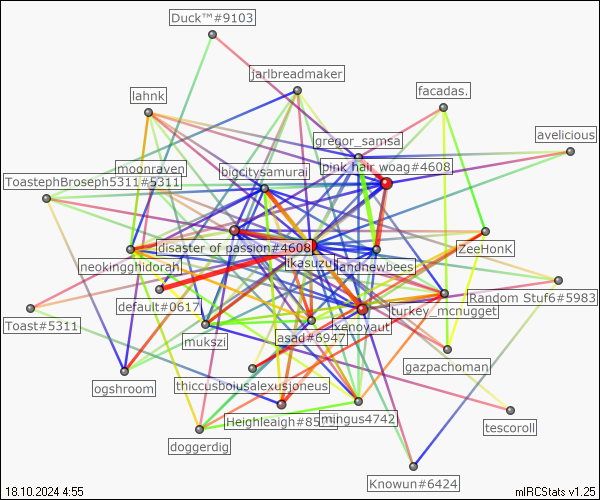 Duck™#9103
jarlbreadmaker
facadas.
lahnk
avelicious
gregor_samsa
moonraven
bigcitysamurai
pink hair woag#4608
ToastephBroseph5311#5311
disaster of passion#4608
ZeeHonK
neokingghidorah
ikasuzu
landnewbees
default#0617
Random Stuf6#5983
turkey_mcnugget
Toast#5311
xenoyaut
mukszi
asad#6947
gazpachoman
ogshroom
thiccusboiusalexusjoneus
mingus4742
tescoroll
doggerdig
Knowun#6424
18.10.2024 4:55
mIRCStats v1.25